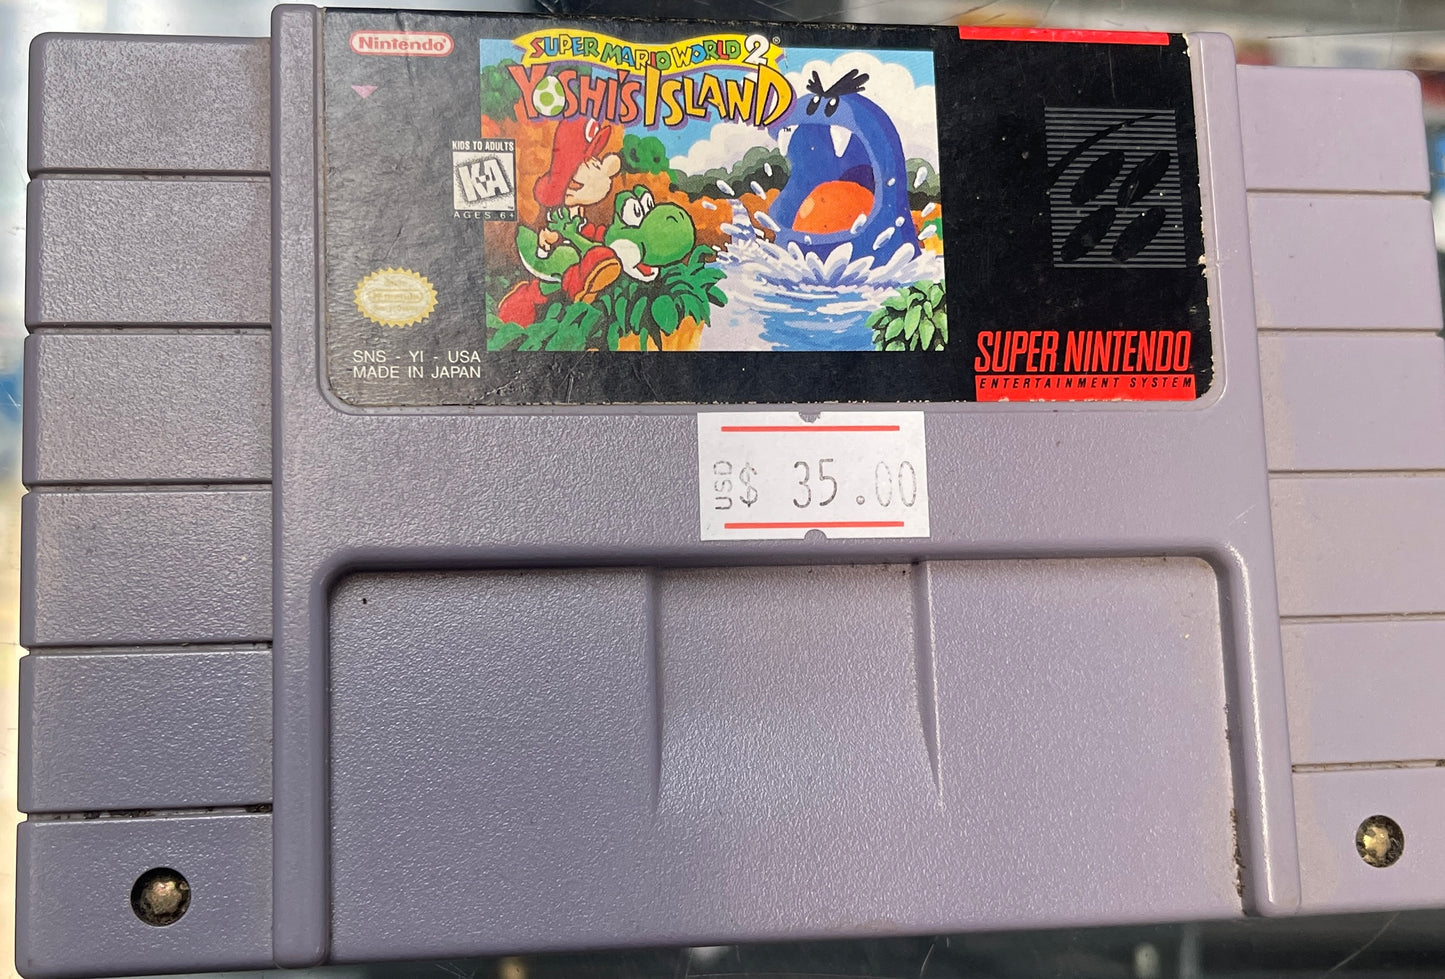 Nintendo®
SUPER MARIO WORLD 2®
YOSHI'S ISLAND™
KIDS TO ADULTS
K-A
AGES 6+
SNS - YI - USA
MADE IN JAPAN
SUPER NINTENDO
ENTERTAINMENT SYSTEM
USD $ 35.00